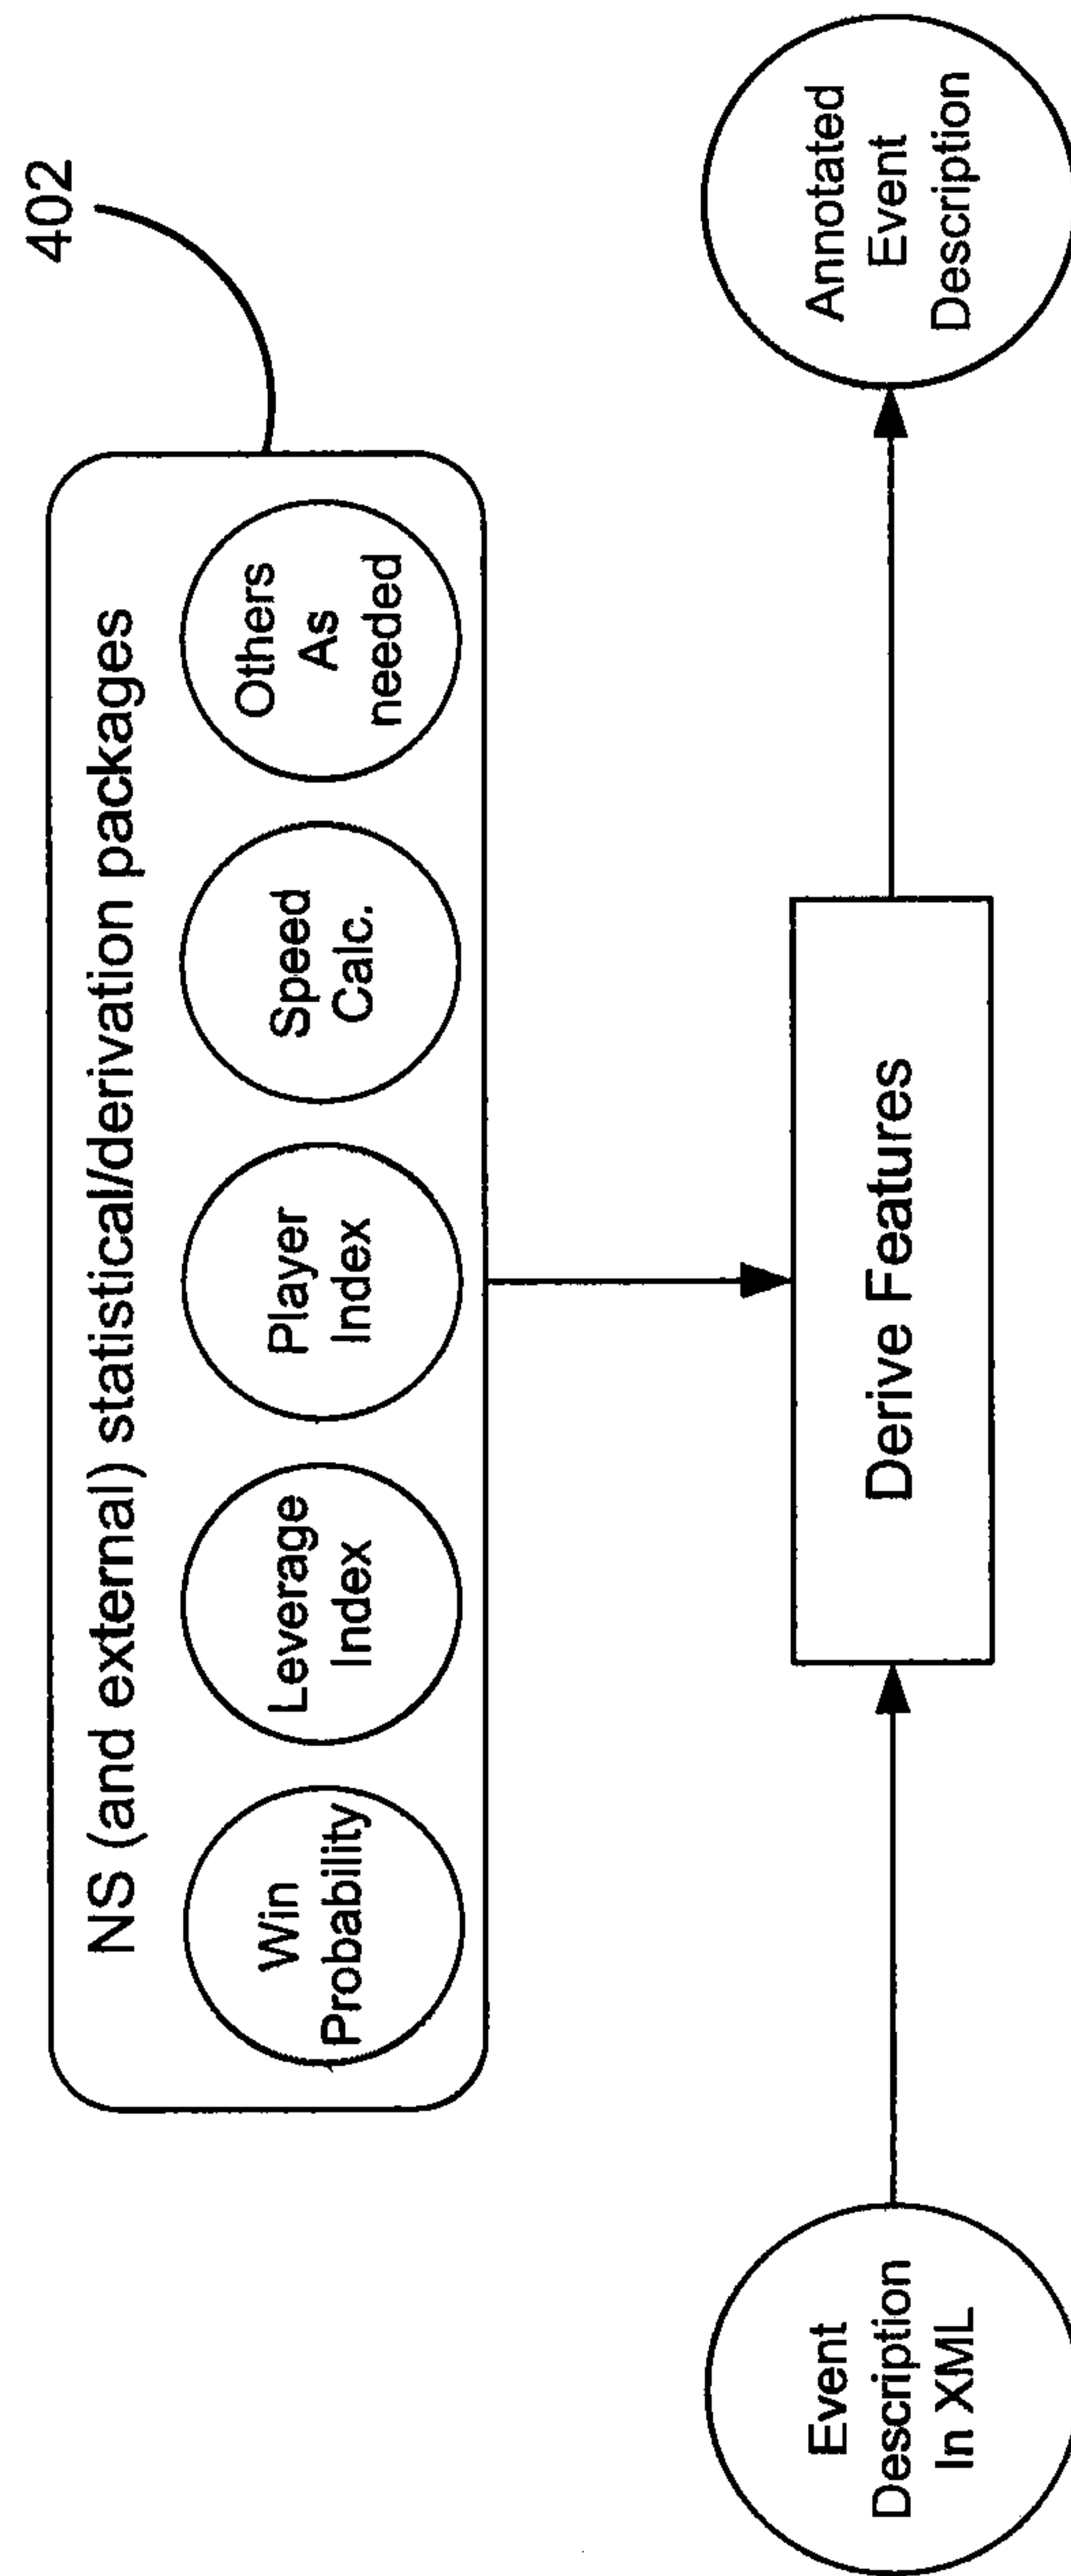 402
NS (and external) statistical/derivation packages
Win
Probability
Leverage
Index
Player
Index
Speed
Calc.
Others
As
needed
Event
Description
In XML
Derive Features
Annotated
Event
Description